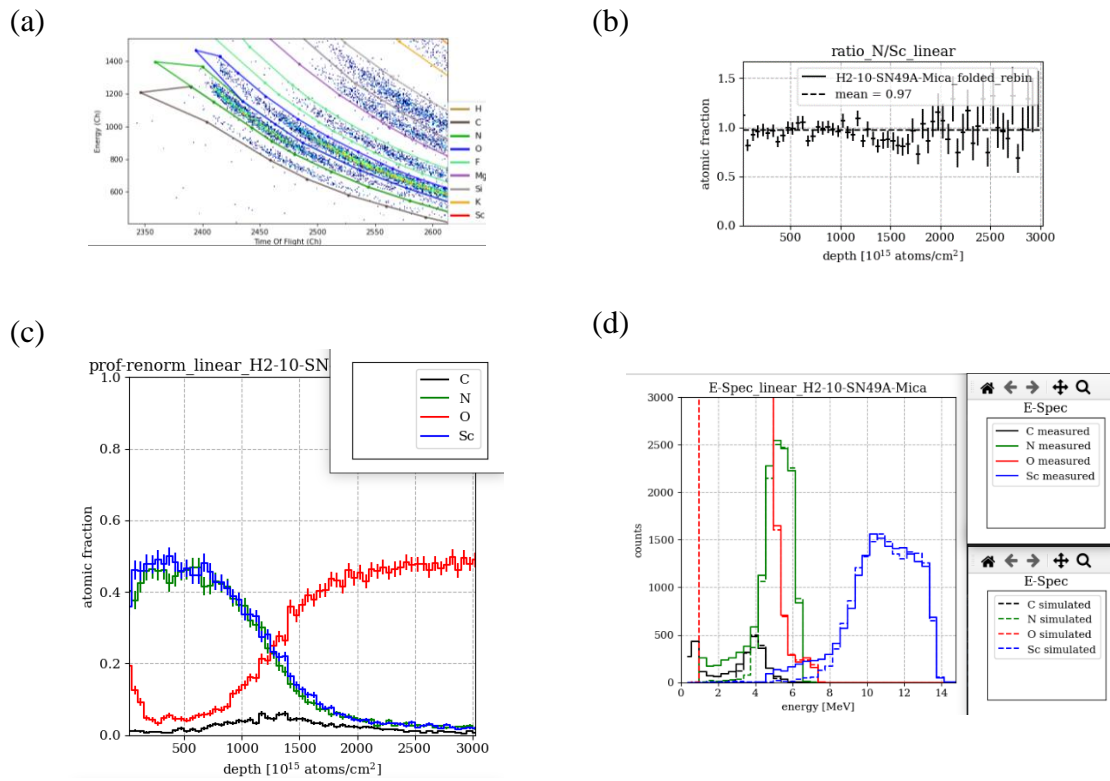 (a)
1400
1200
1000
800
600
Energy (Ch)
2350
2400
2450
2500
2550
2600
Time Of Flight (Ch)
H
C
N
O
F
Mg
Si
K
Sc
(b)
ratio_N/Sc_linear
H2-10-SN49A-Mica_folded_rebin
mean = 0.97
1.5
1.0
0.5
0.0
atomic fraction
500
1000
1500
2000
2500
3000
depth [10¹⁵ atoms/cm²]
(c)
prof-renorm_linear_H2-10-SN
C
N
O
Sc
1.0
0.8
0.6
0.4
0.2
0.0
atomic fraction
500
1000
1500
2000
2500
3000
depth [10¹⁵ atoms/cm²]
(d)
E-Spec_linear_H2-10-SN49A-Mica
3000
2500
2000
1500
1000
500
0
counts
0
2
4
6
8
10
12
14
energy [MeV]
E-Spec
C measured
N measured
O measured
Sc measured
E-Spec
C simulated
N simulated
O simulated
Sc simulated